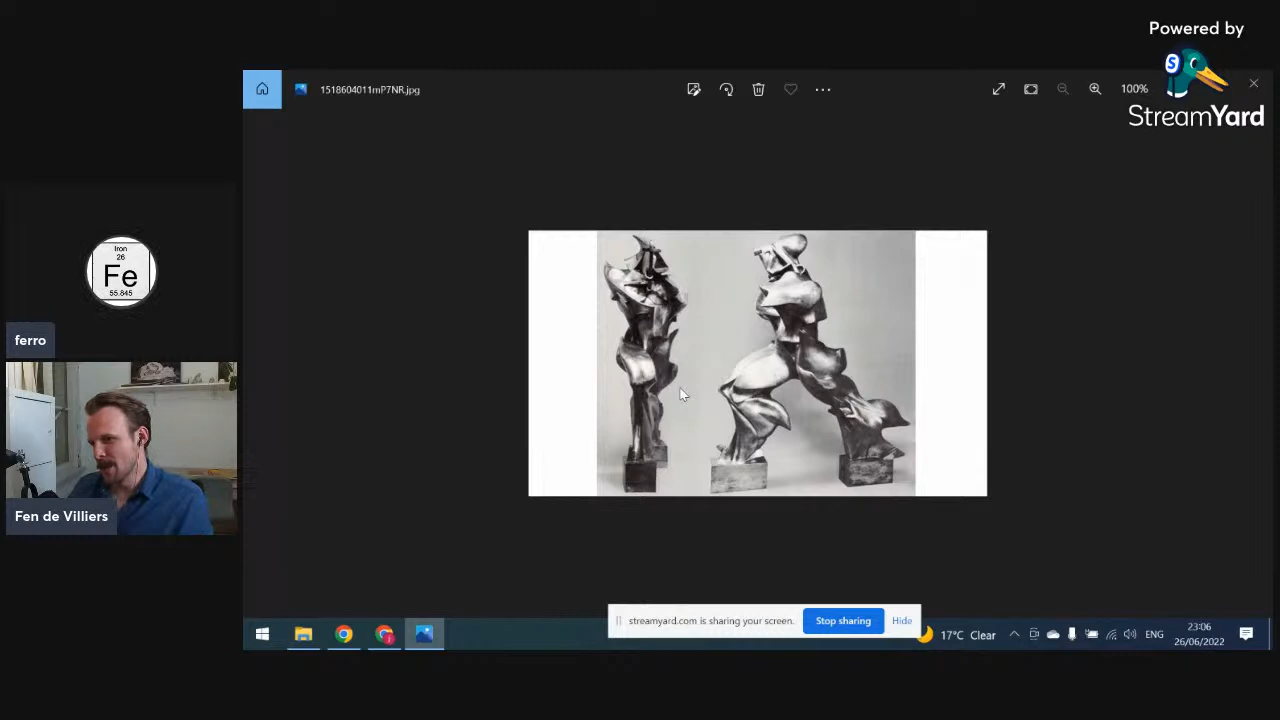 Powered by
StreamYard
1518604011mP7NR.jpg
100%
Iron
26
Fe
55.845
ferro
Fen de Villiers
streamyard.com is sharing your screen.
Stop sharing
Hide
17°C Clear
ENG
23:06
26/06/2022